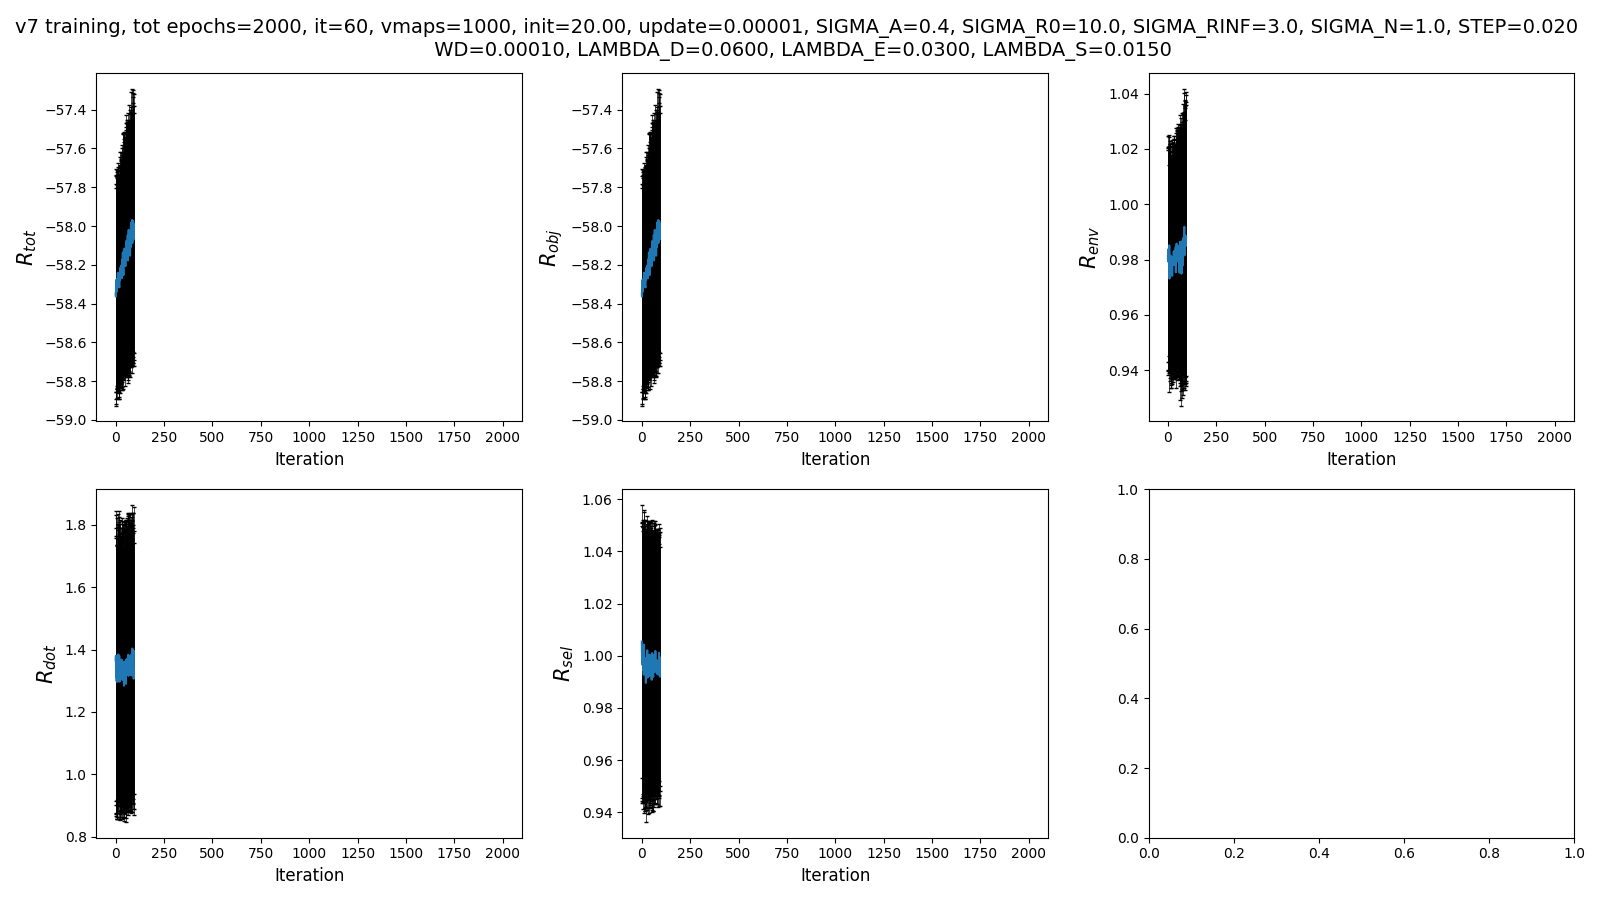 v7 training, tot epochs=2000, it=60, vmaps=1000, init=20.00, update=0.00001, SIGMA_A=0.4, SIGMA_R0=10.0, SIGMA_RINF=3.0, SIGMA_N=1.0, STEP=0.020
WD=0.00010, LAMBDA_D=0.0600, LAMBDA_E=0.0300, LAMBDA_S=0.0150
R_tot
−57.4
−57.6
−57.8
−58.0
−58.2
−58.4
−58.6
−58.8
−59.0
0 250 500 750 1000 1250 1500 1750 2000
Iteration
R_obj
−57.4
−57.6
−57.8
−58.0
−58.2
−58.4
−58.6
−58.8
−59.0
0 250 500 750 1000 1250 1500 1750 2000
Iteration
R_env
1.04
1.02
1.00
0.98
0.96
0.94
0 250 500 750 1000 1250 1500 1750 2000
Iteration
R_dot
1.8
1.6
1.4
1.2
1.0
0.8
0 250 500 750 1000 1250 1500 1750 2000
Iteration
R_sel
1.06
1.04
1.02
1.00
0.98
0.96
0.94
0 250 500 750 1000 1250 1500 1750 2000
Iteration
1.0
0.8
0.6
0.4
0.2
0.0
0.0 0.2 0.4 0.6 0.8 1.0